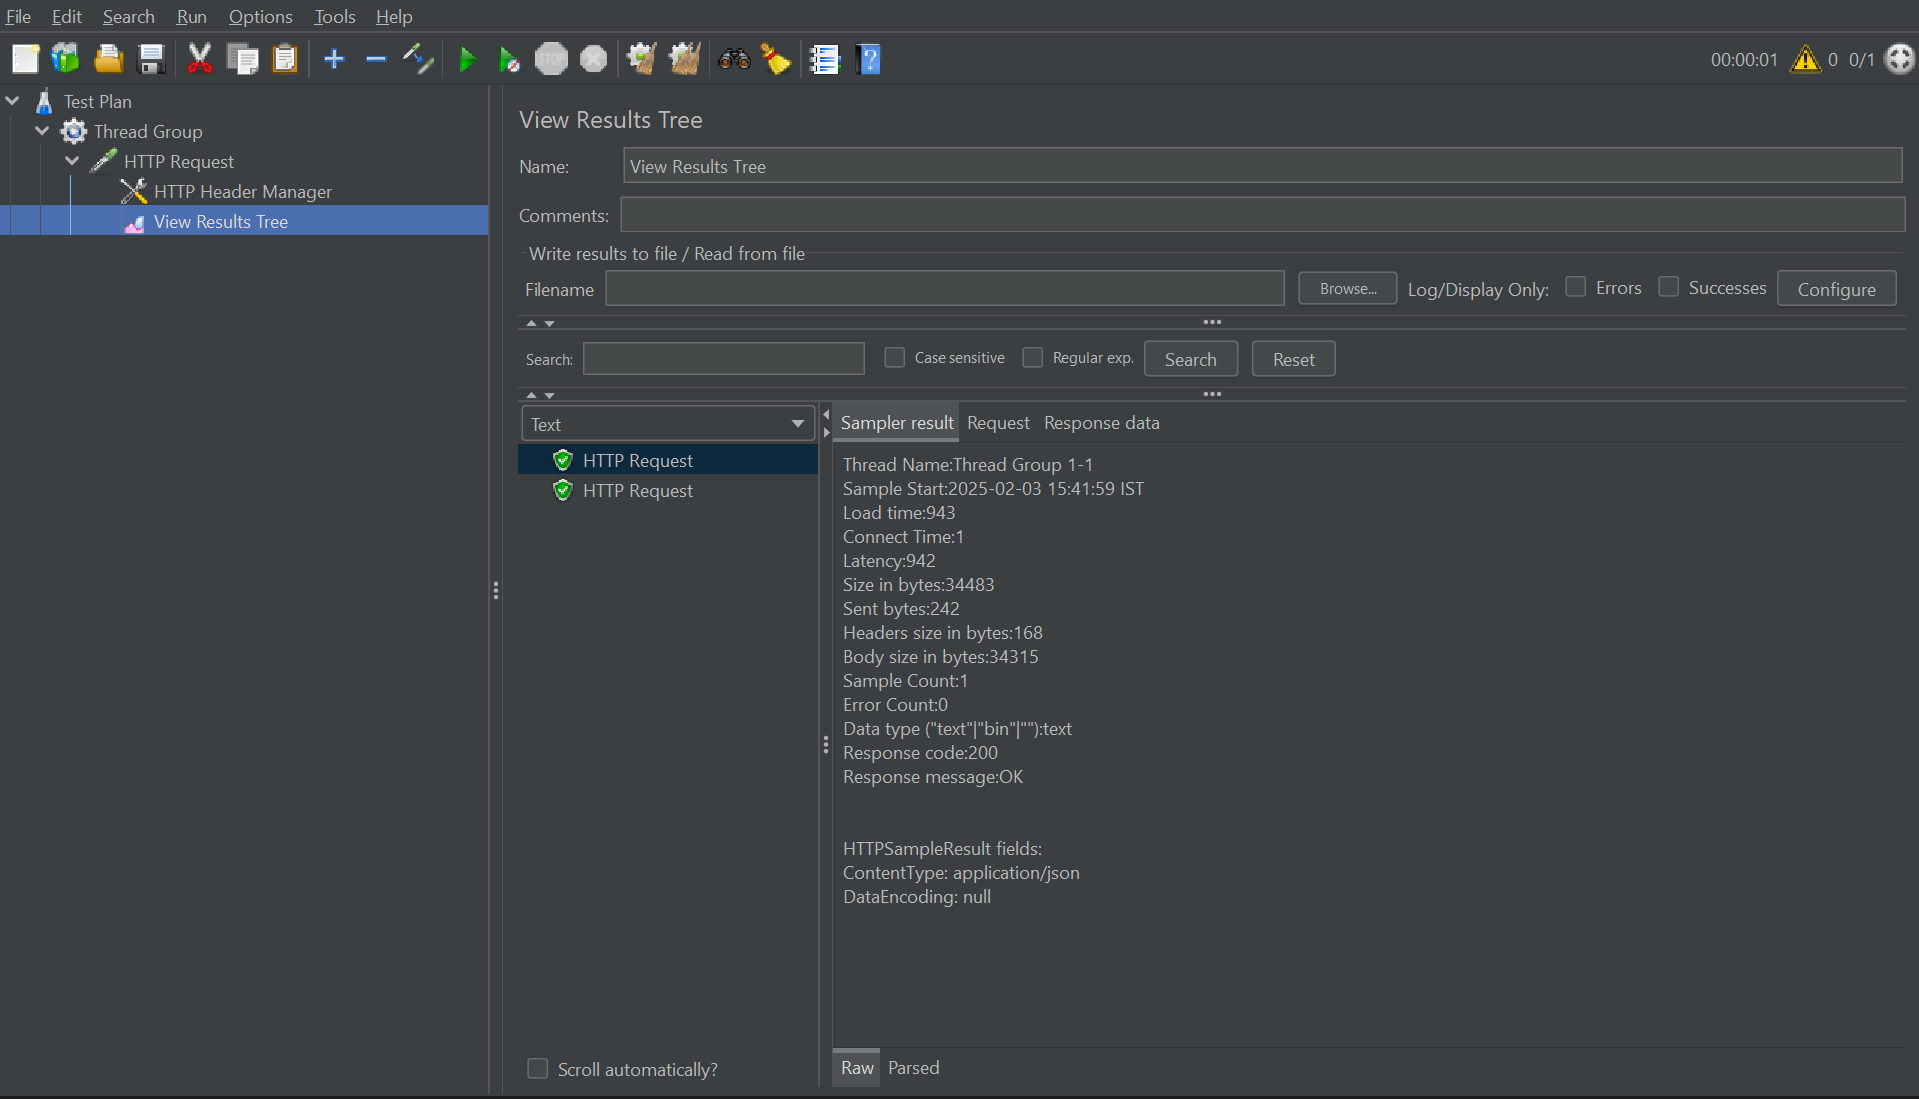 File Edit Search Run Options Tools Help
STOP
00:00:01 0 0/1
Test Plan
Thread Group
HTTP Request
HTTP Header Manager
View Results Tree
View Results Tree
Name: View Results Tree
Comments:
Write results to file / Read from file
Filename Browse... Log/Display Only: Errors Successes Configure
Search: Case sensitive Regular exp. Search Reset
Text
HTTP Request
HTTP Request
Scroll automatically?
Sampler result Request Response data
Thread Name:Thread Group 1-1
Sample Start:2025-02-03 15:41:59 IST
Load time:943
Connect Time:1
Latency:942
Size in bytes:34483
Sent bytes:242
Headers size in bytes:168
Body size in bytes:34315
Sample Count:1
Error Count:0
Data type ("text"|"bin"|""):text
Response code:200
Response message:OK
HTTPSampleResult fields:
ContentType: application/json
DataEncoding: null
Raw Parsed